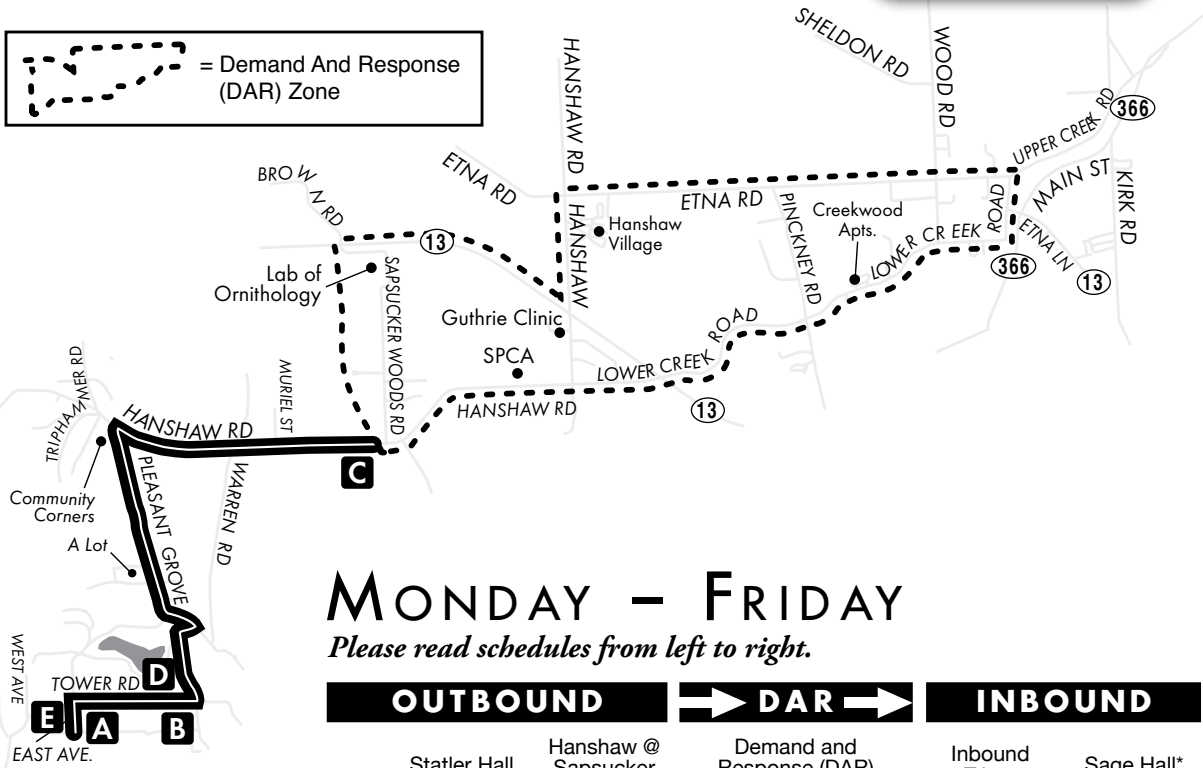 = Demand And Response
(DAR) Zone
SHELDON RD
WOOD RD
HANSHAW RD
366
UPPER CREEK RD
MAIN ST
KIRK RD
ETNA RD
BROWN RD
ETNA RD
HANSHAW
Hanshaw
Village
PINCKNEY RD
Creekwood
Apts.
LOWER CREEK
ROAD
ETNA LN
366
13
13
Lab of
Ornithology
SAPSUCKER WOODS RD
Guthrie Clinic
SPCA
LOWER CREEK ROAD
HANSHAW RD
13
TRIPHAMMER RD
HANSHAW RD
MURIEL ST
C
Community
Corners
PLEASANT GROVE
WARREN RD
A Lot
WEST AVE
TOWER RD
D
E
A
B
EAST AVE.
MONDAY – FRIDAY
Please read schedules from left to right.
OUTBOUND DAR INBOUND
Statler Hall
Hanshaw @
Sapsucker
Demand and
Response (DAR)
Inbound
Sage Hall*